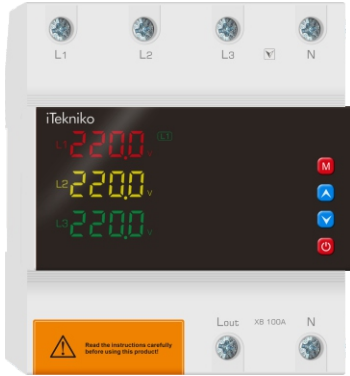 L1 L2 L3 N
iTekniko
L1 220.0 V L1
L2 220.0 V
L3 220.0 V
M
Lout XB 100A N
Read the instructions carefully
before using this product!